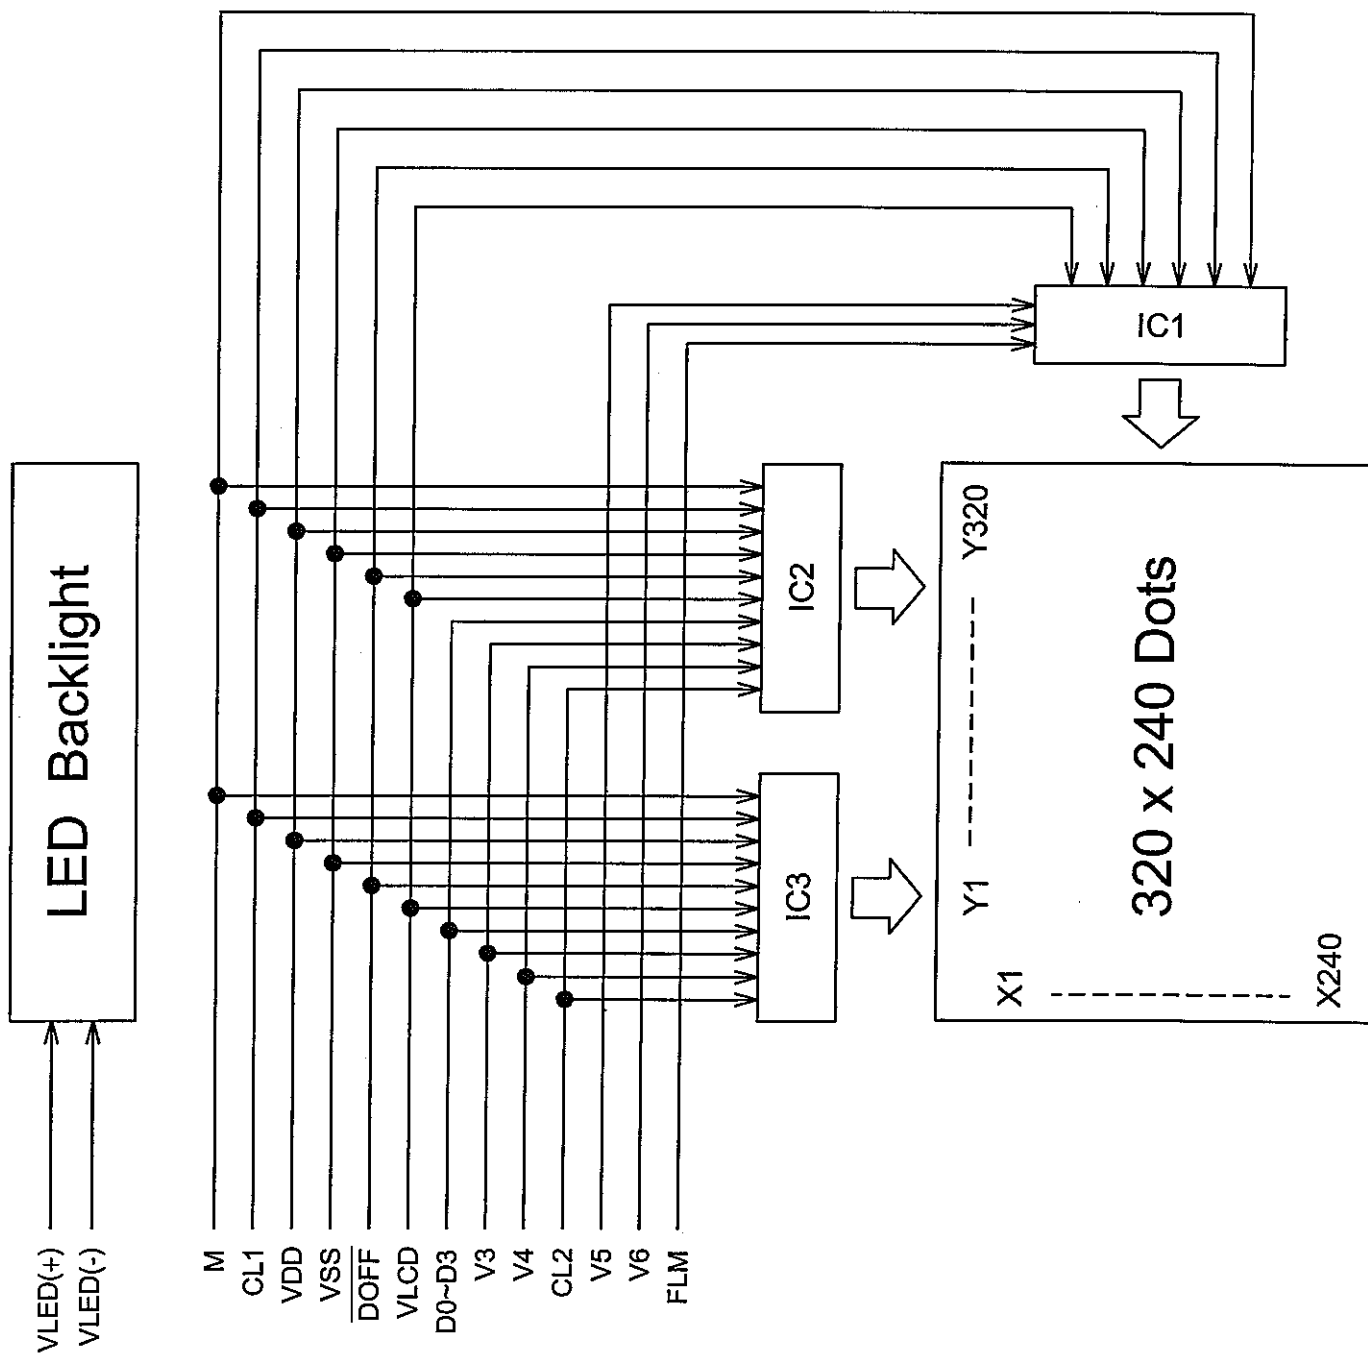 LED Backlight
VLED(+)
VLED(-)
M
CL1
VDD
VSS
DOFF
VLCD
D0~D3
V3
V4
CL2
V5
V6
FLM
IC1
IC2
IC3
Y1
Y320
X1
X240
320 x 240 Dots